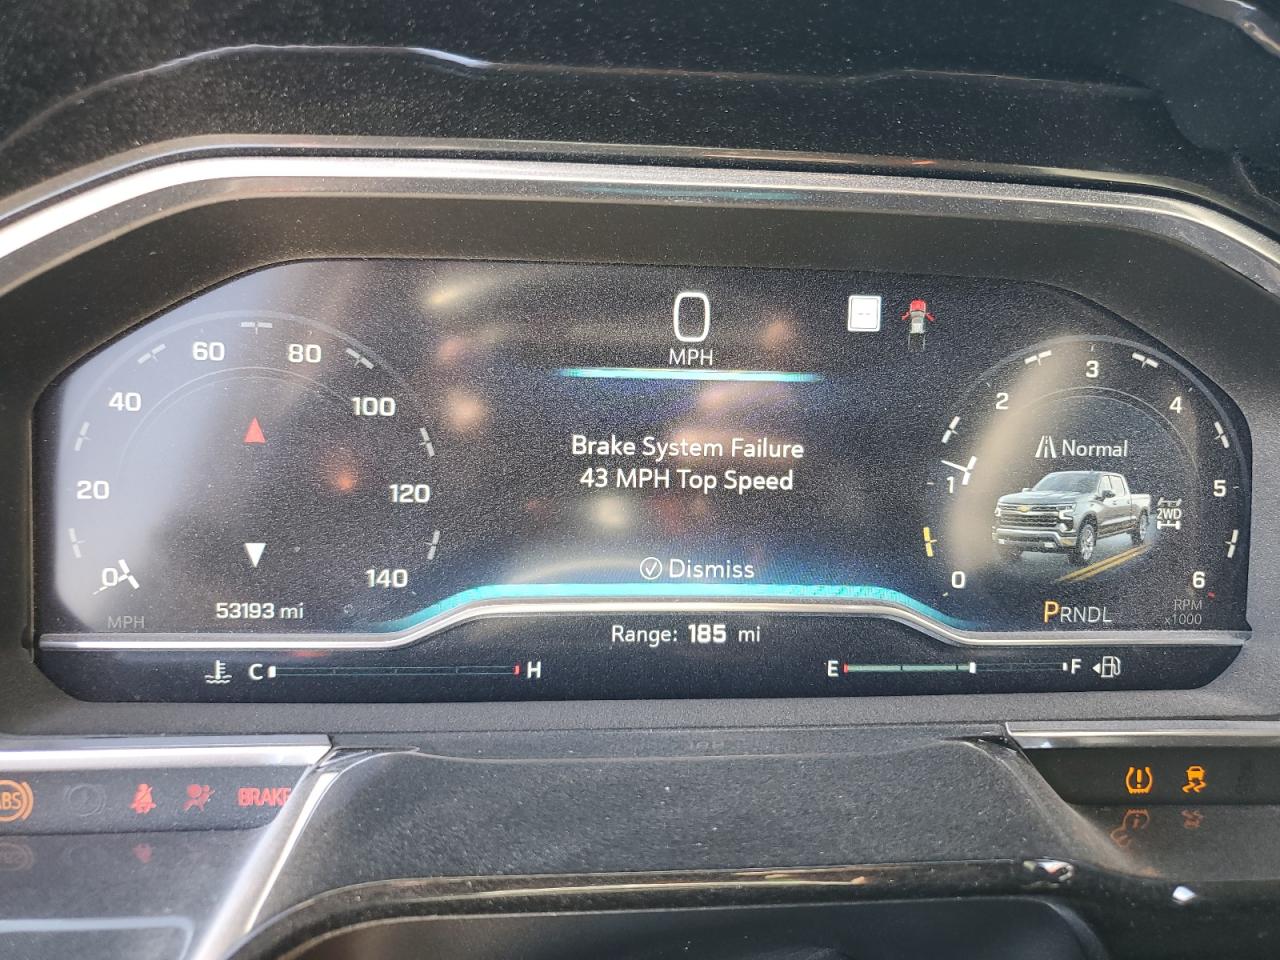 0
MPH
60 80
40 100
20 120
0 140
MPH
53193 mi
Brake System Failure
43 MPH Top Speed
Dismiss
Range: 185 mi
3
2 4
1 5
0 6
Normal
2WD
PRNDL
RPM
x1000
C H
E F
ABS
BRAKE